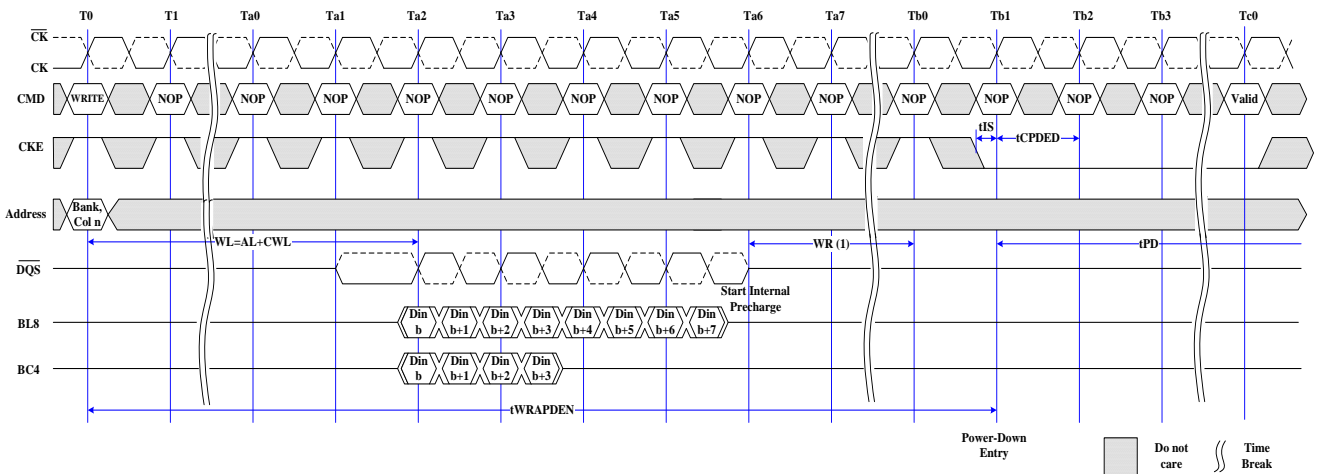 T0 T1 Ta0 Ta1 Ta2 Ta3 Ta4 Ta5 Ta6 Ta7 Tb0 Tb1 Tb2 Tb3 Tc0
CK
CK
CMD WRITE NOP NOP NOP NOP NOP NOP NOP NOP NOP NOP NOP NOP NOP Valid
tIS
tCPDED
CKE
Address Bank,
Col n
WL=AL+CWL WR (1) tPD
DQS
Start Internal
Precharge
BL8 Din b Din b+1 Din b+2 Din b+3 Din b+4 Din b+5 Din b+6 Din b+7
BC4 Din b Din b+1 Din b+2 Din b+3
tWRAPDEN
Power-Down
Entry
Do not
care
Time
Break